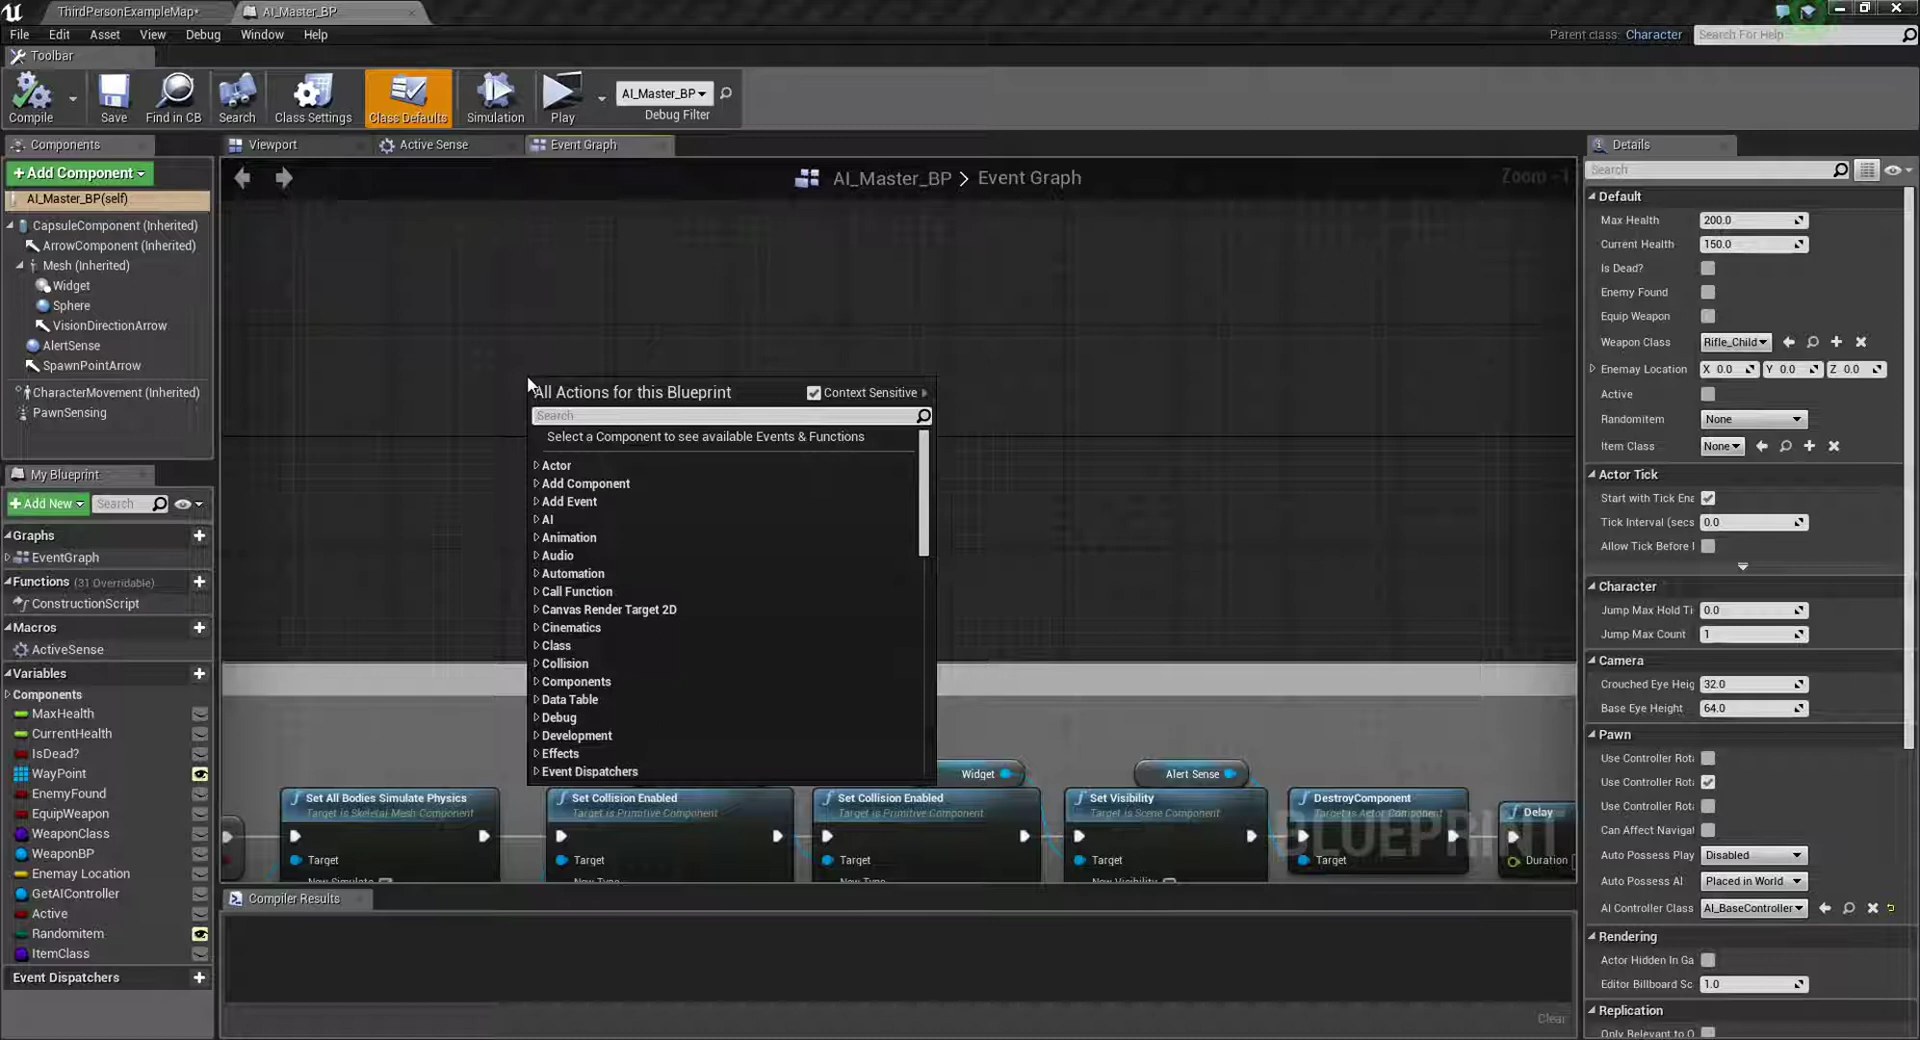 ThirdPersonExampleMap*
AI_Master_BP
File Edit Asset View Debug Window Help
Parent class: Character
Search For Help
Toolbar
Compile
Save
Find in CB
Search
Class Settings
Class Defaults
Simulation
Play
AI_Master_BP
Debug Filter
Components
+Add Component
AI_Master_BP(self)
CapsuleComponent (Inherited)
ArrowComponent (Inherited)
Mesh (Inherited)
Widget
Sphere
VisionDirectionArrow
AlertSense
SpawnPointArrow
CharacterMovement (Inherited)
PawnSensing
My Blueprint
+Add New
Search
Graphs
EventGraph
Functions (31 Overridable)
ConstructionScript
Macros
ActiveSense
Variables
Components
MaxHealth
CurrentHealth
IsDead?
WayPoint
EnemyFound
EquipWeapon
WeaponClass
WeaponBP
Enemay Location
GetAIController
Active
Randomitem
ItemClass
Event Dispatchers
Viewport
Active Sense
Event Graph
AI_Master_BP > Event Graph
Zoom -1
All Actions for this Blueprint
Context Sensitive
Search
Select a Component to see available Events & Functions
Actor
Add Component
Add Event
AI
Animation
Audio
Automation
Call Function
Canvas Render Target 2D
Cinematics
Class
Collision
Components
Data Table
Debug
Development
Effects
Event Dispatchers
Widget
Alert Sense
Set All Bodies Simulate Physics
Target is Skeletal Mesh Component
Target
New Simulate
Set Collision Enabled
Target is Primitive Component
Target
New Type
Set Collision Enabled
Target is Primitive Component
Target
New Type
Set Visibility
Target is Scene Component
Target
New Visibility
DestroyComponent
Target is Actor Component
Target
Delay
Duration
BLUEPRINT
Compiler Results
Clear
Details
Search
Default
Max Health 200.0
Current Health 150.0
Is Dead?
Enemy Found
Equip Weapon
Weapon Class Rifle_Child
Enemay Location X 0.0 Y 0.0 Z 0.0
Active
Randomitem None
Item Class None
Actor Tick
Start with Tick Ena
Tick Interval (secs 0.0
Allow Tick Before
Character
Jump Max Hold Ti 0.0
Jump Max Count 1
Camera
Crouched Eye Heig 32.0
Base Eye Height 64.0
Pawn
Use Controller Rot
Use Controller Rot
Use Controller Rot
Can Affect Navigat
Auto Possess Play Disabled
Auto Possess AI Placed in World
AI Controller Class AI_BaseController
Rendering
Actor Hidden In Ga
Editor Billboard Sc 1.0
Replication
Only Relevant to O